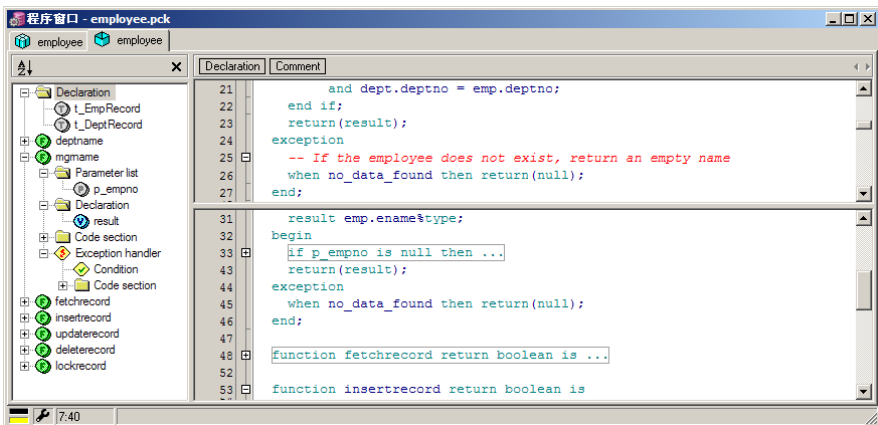 程序窗口 - employee.pck
employee employee
Declaration Comment
Declaration
t_EmpRecord
t_DeptRecord
deptname
mgrname
Parameter list
p_empno
Declaration
result
Code section
Exception handler
Condition
Code section
fetchrecord
insertrecord
updaterecord
deleterecord
lockrecord
21 and dept.deptno = emp.deptno;
22 end if;
23 return(result);
24 exception
25 -- If the employee does not exist, return an empty name
26 when no_data_found then return(null);
27 end;
31 result emp.ename%type;
32 begin
33 if p_empno is null then ...
43 return(result);
44 exception
45 when no_data_found then return(null);
46 end;
47
48 function fetchrecord return boolean is ...
52
53 function insertrecord return boolean is
7:40